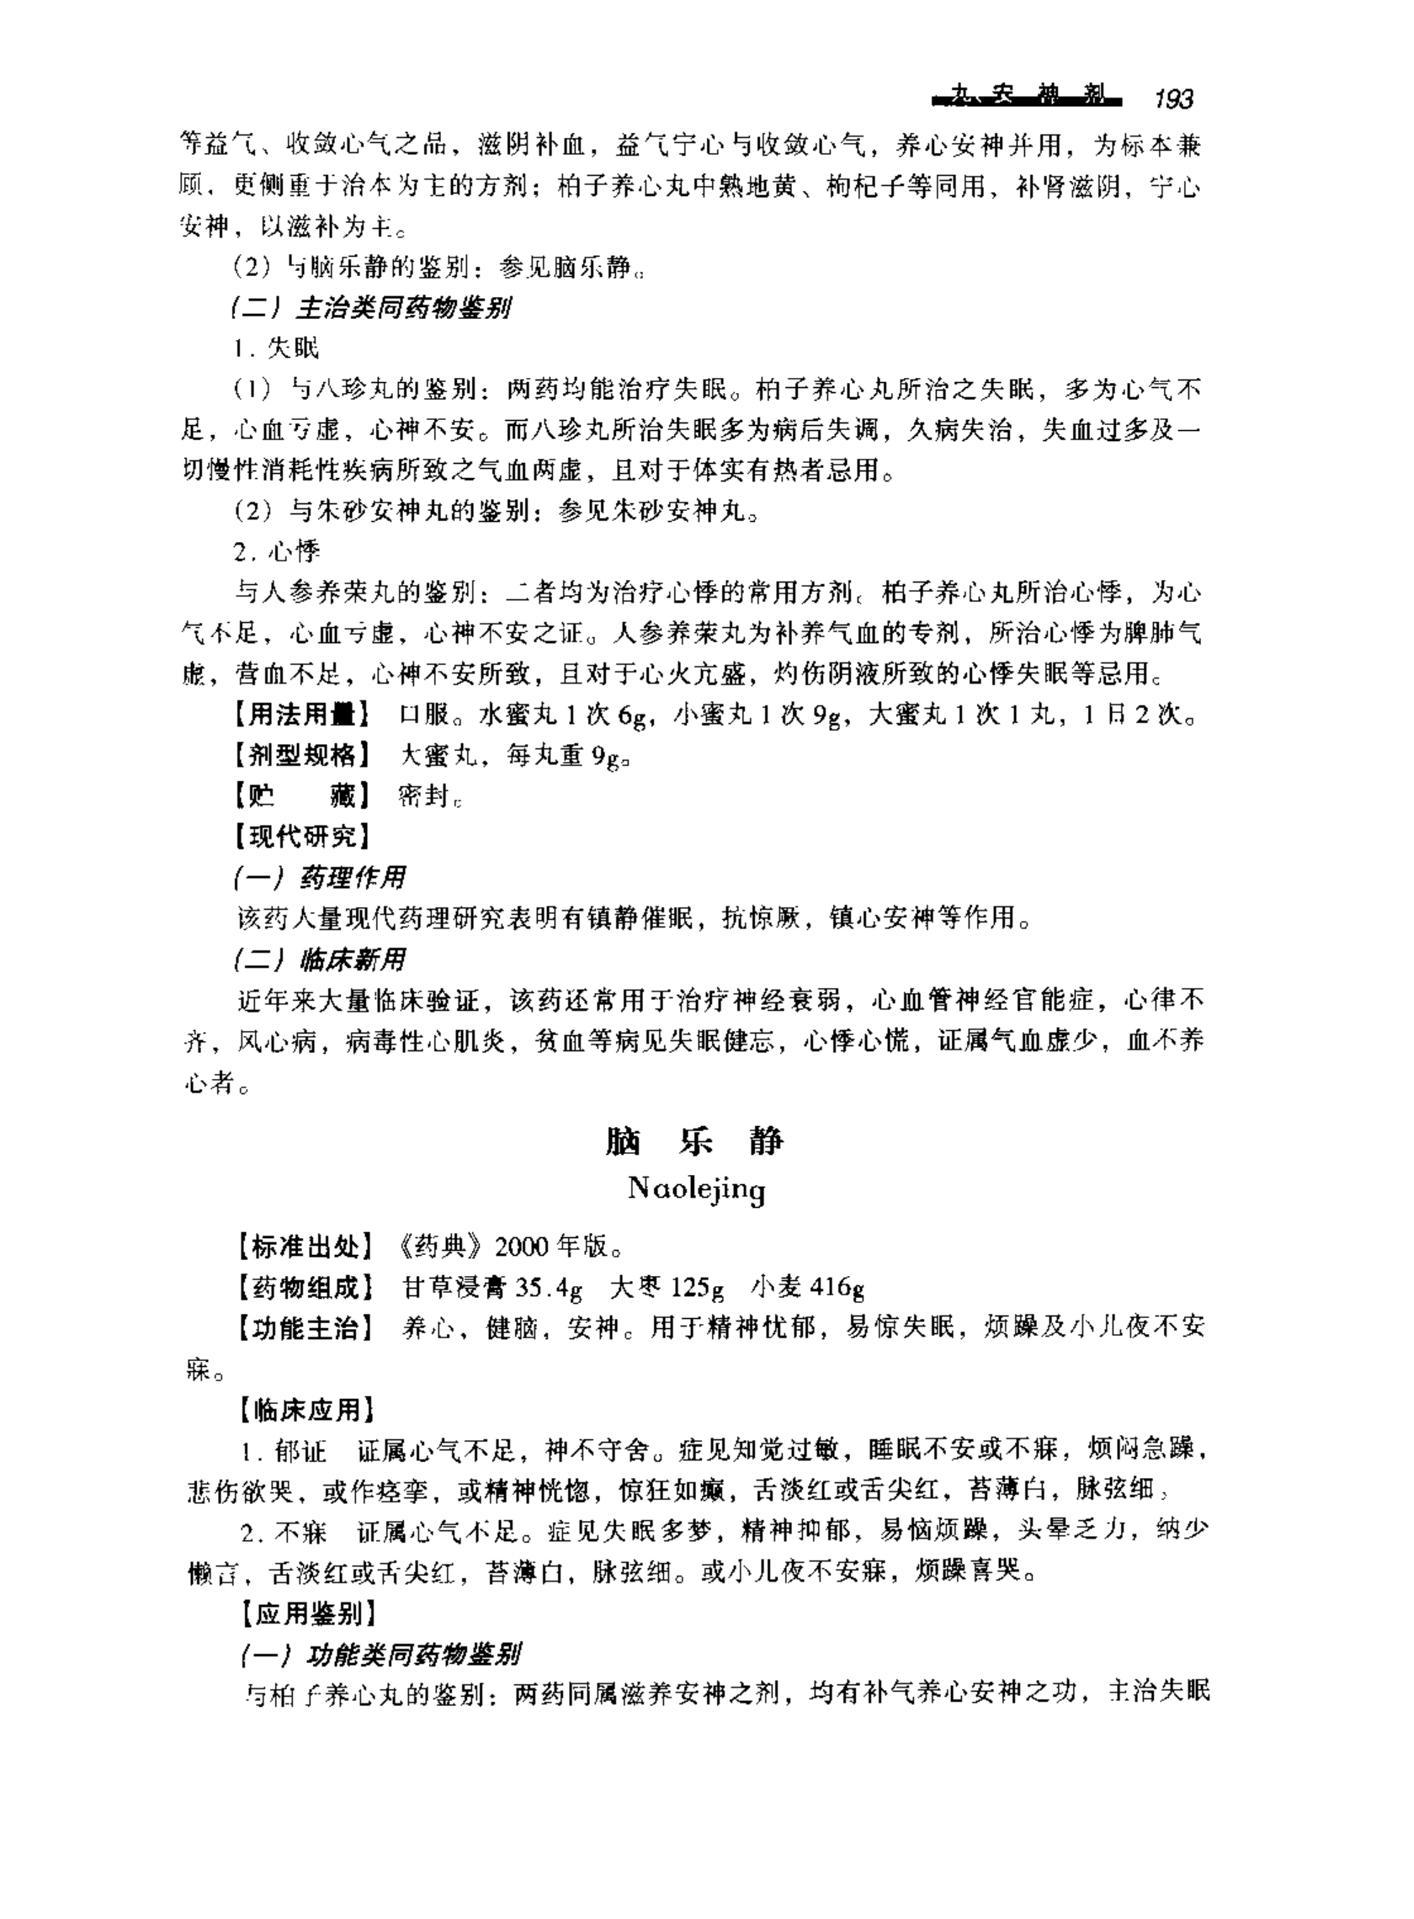 九、安神剂 193
等益气、收敛心气之品，滋阴补血，益气宁心与收敛心气，养心安神并用，为标本兼
顾，更侧重于治本为主的方剂；柏子养心丸中熟地黄、枸杞子等同用，补肾滋阴，宁心
安神，以滋补为主。
（2）与脑乐静的鉴别：参见脑乐静。
（二）主治类同药物鉴别
1. 失眠
（1）与八珍丸的鉴别：两药均能治疗失眠。柏子养心丸所治之失眠，多为心气不
足，心血亏虚，心神不安。而八珍丸所治失眠多为病后失调，久病失治，失血过多及一
切慢性消耗性疾病所致之气血两虚，且对于体实有热者忌用。
（2）与朱砂安神丸的鉴别：参见朱砂安神丸。
2. 心悸
与人参养荣丸的鉴别：二者均为治疗心悸的常用方剂。柏子养心丸所治心悸，为心
气不足，心血亏虚，心神不安之证。人参养荣丸为补养气血的专剂，所治心悸为脾肺气
虚，营血不足，心神不安所致，且对于心火亢盛，灼伤阴液所致的心悸失眠等忌用。
【用法用量】 口服。水蜜丸1次6g，小蜜丸1次9g，大蜜丸1次1丸，1日2次。
【剂型规格】 大蜜丸，每丸重9g。
【贮　　藏】 密封。
【现代研究】
（一）药理作用
该药大量现代药理研究表明有镇静催眠，抗惊厥，镇心安神等作用。
（二）临床新用
近年来大量临床验证，该药还常用于治疗神经衰弱，心血管神经官能症，心律不
齐，风心病，病毒性心肌炎，贫血等病见失眠健忘，心悸心慌，证属气血虚少，血不养
心者。
脑 乐 静
Naolejing
【标准出处】《药典》2000年版。
【药物组成】 甘草浸膏35.4g 大枣125g 小麦416g
【功能主治】 养心，健脑，安神。用于精神忧郁，易惊失眠，烦躁及小儿夜不安
寐。
【临床应用】
1. 郁证 证属心气不足，神不守舍。症见知觉过敏，睡眠不安或不寐，烦闷急躁，
悲伤欲哭，或作痉挛，或精神恍惚，惊狂如癫，舌淡红或舌尖红，苔薄白，脉弦细。
2. 不寐 证属心气不足。症见失眠多梦，精神抑郁，易恼烦躁，头晕乏力，纳少
懒言，舌淡红或舌尖红，苔薄白，脉弦细。或小儿夜不安寐，烦躁喜哭。
【应用鉴别】
（一）功能类同药物鉴别
与柏子养心丸的鉴别：两药同属滋养安神之剂，均有补气养心安神之功，主治失眠